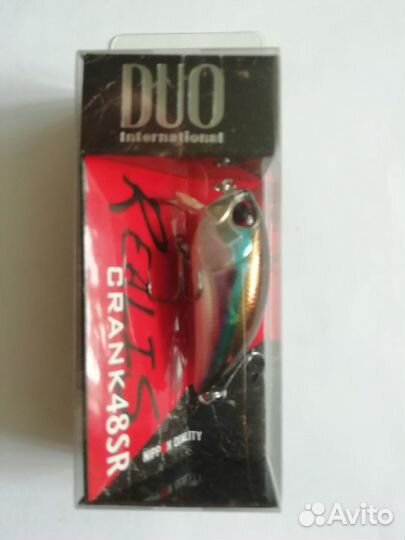 DUO
International
REALIS
CRANK48SR
NIPPON QUALITY
Avito